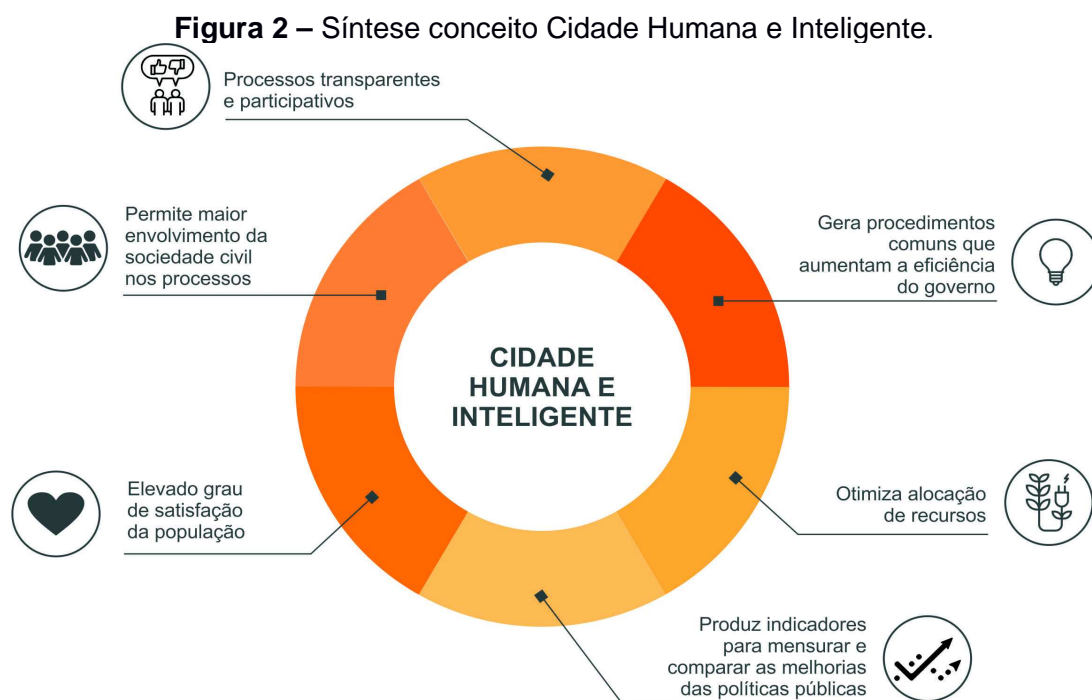 Figura 2 – Síntese conceito Cidade Humana e Inteligente.
Processos transparentes
e participativos
Permite maior
envolvimento da
sociedade civil
nos processos
Gera procedimentos
comuns que
aumentam a eficiência
do governo
CIDADE
HUMANA E
INTELIGENTE
Elevado grau
de satisfação
da população
Otimiza alocação
de recursos
Produz indicadores
para mensurar e
comparar as melhorias
das políticas públicas